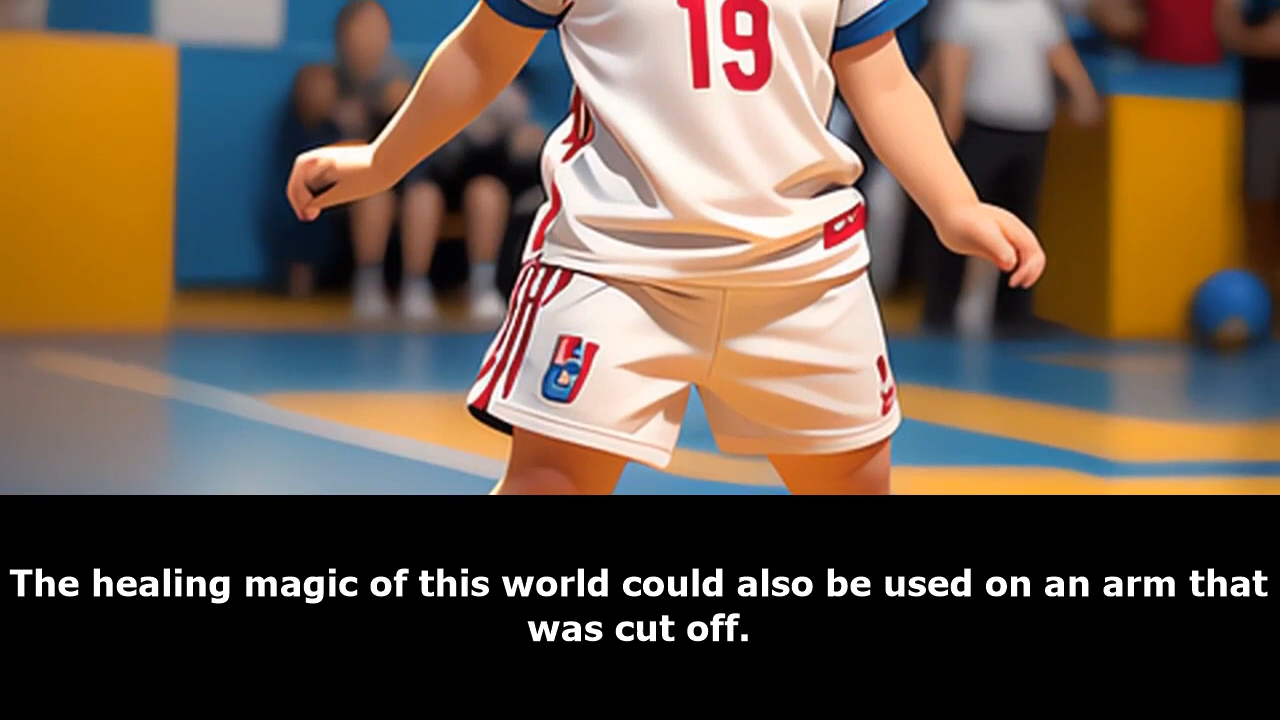 19
The healing magic of this world could also be used on an arm that
was cut off.